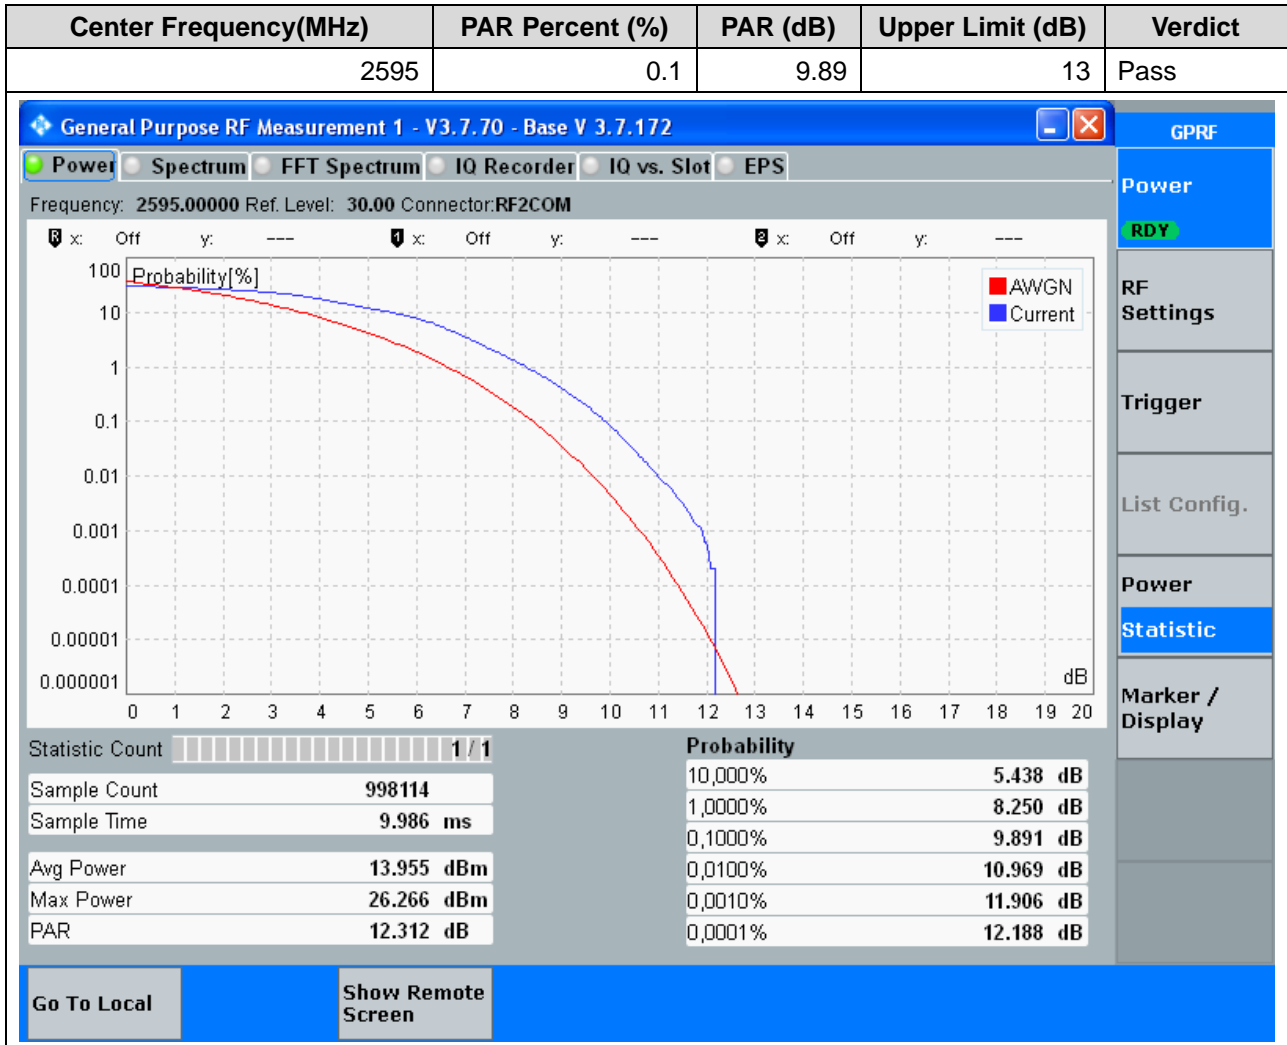 Center Frequency(MHz) PAR Percent (%) PAR (dB) Upper Limit (dB) Verdict
2595 0.1 9.89 13 Pass
General Purpose RF Measurement 1 - V3.7.70 - Base V 3.7.172
GPRF
Power Spectrum FFT Spectrum IQ Recorder IQ vs. Slot EPS
Power
RDY
Frequency: 2595.00000 Ref. Level: 30.00 Connector:RF2COM
R x: Off y: --- 1 x: Off y: --- 2 x: Off y: ---
Probability[%]
AWGN
Current
100
10
1
0.1
0.01
0.001
0.0001
0.00001
0.000001
dB
0 1 2 3 4 5 6 7 8 9 10 11 12 13 14 15 16 17 18 19 20
RF
Settings
Trigger
List Config.
Power
Statistic
Marker /
Display
Statistic Count 1 / 1
Sample Count 998114
Sample Time 9.986 ms
Avg Power 13.955 dBm
Max Power 26.266 dBm
PAR 12.312 dB
Probability
10,000% 5.438 dB
1,0000% 8.250 dB
0,1000% 9.891 dB
0,0100% 10.969 dB
0,0010% 11.906 dB
0,0001% 12.188 dB
Go To Local
Show Remote
Screen